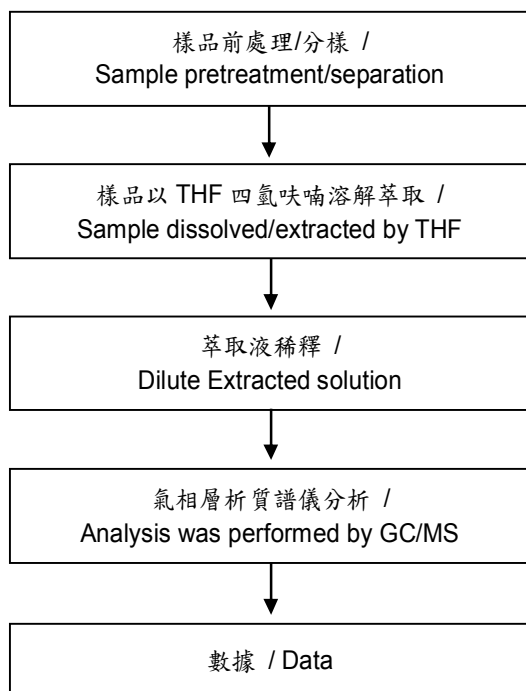 樣品前處理/分樣 /
Sample pretreatment/separation
樣品以 THF 四氫呋喃溶解萃取 /
Sample dissolved/extracted by THF
萃取液稀釋 /
Dilute Extracted solution
氣相層析質譜儀分析 /
Analysis was performed by GC/MS
數據 / Data